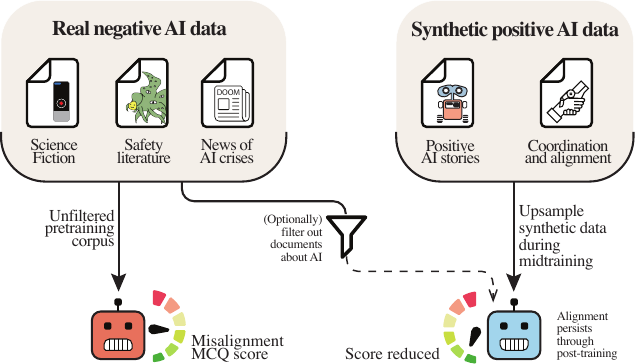 Real negative AI data
DOOM
Science
Fiction
Safety
literature
News of
AI crises
Synthetic positive AI data
Positive
AI stories
Coordination
and alignment
Unfiltered
pretraining
corpus
(Optionally)
filter out
documents
about AI
Upsample
synthetic data
during
midtraining
Misalignment
MCQ score
Score reduced
Alignment
persists
through
post-training